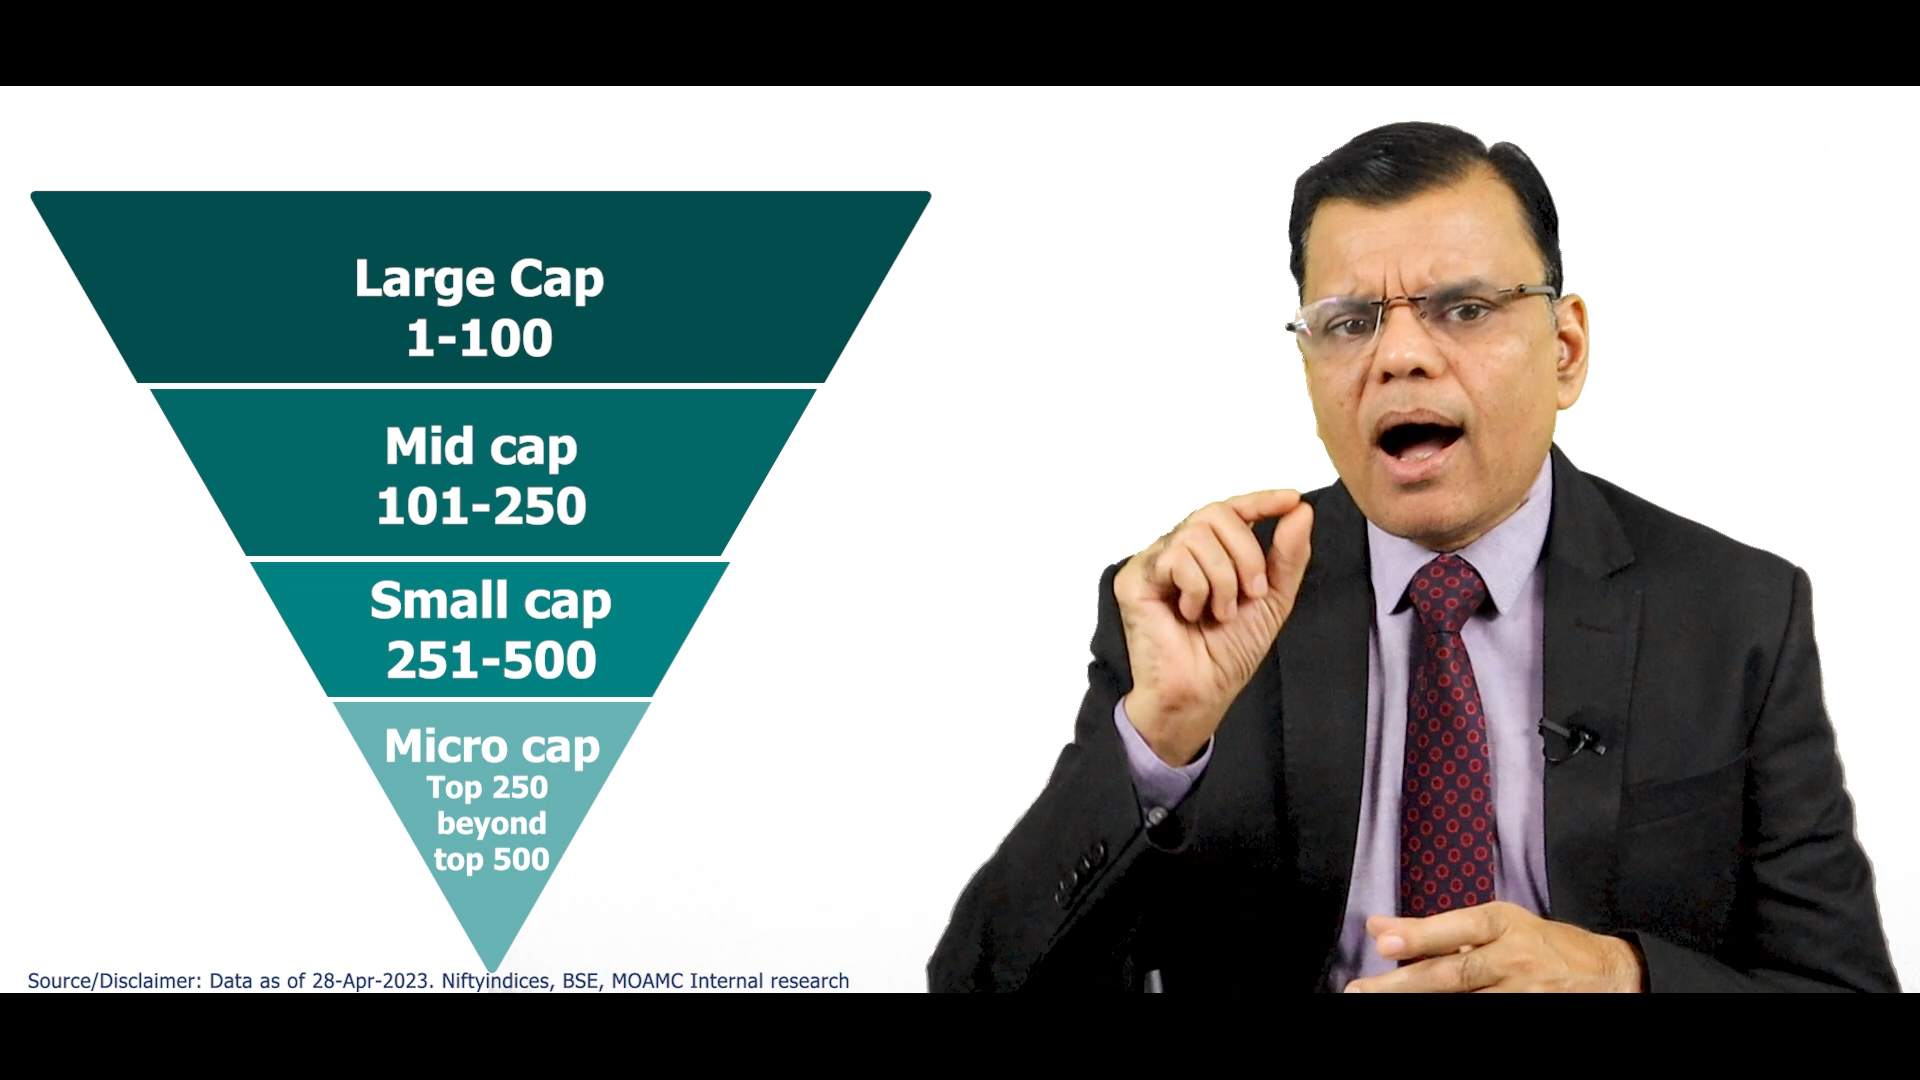 Large Cap
1-100
Mid cap
101-250
Small cap
251-500
Micro cap
Top 250
beyond
top 500
Source/Disclaimer: Data as of 28-Apr-2023. Niftyindices, BSE, MOAMC Internal research